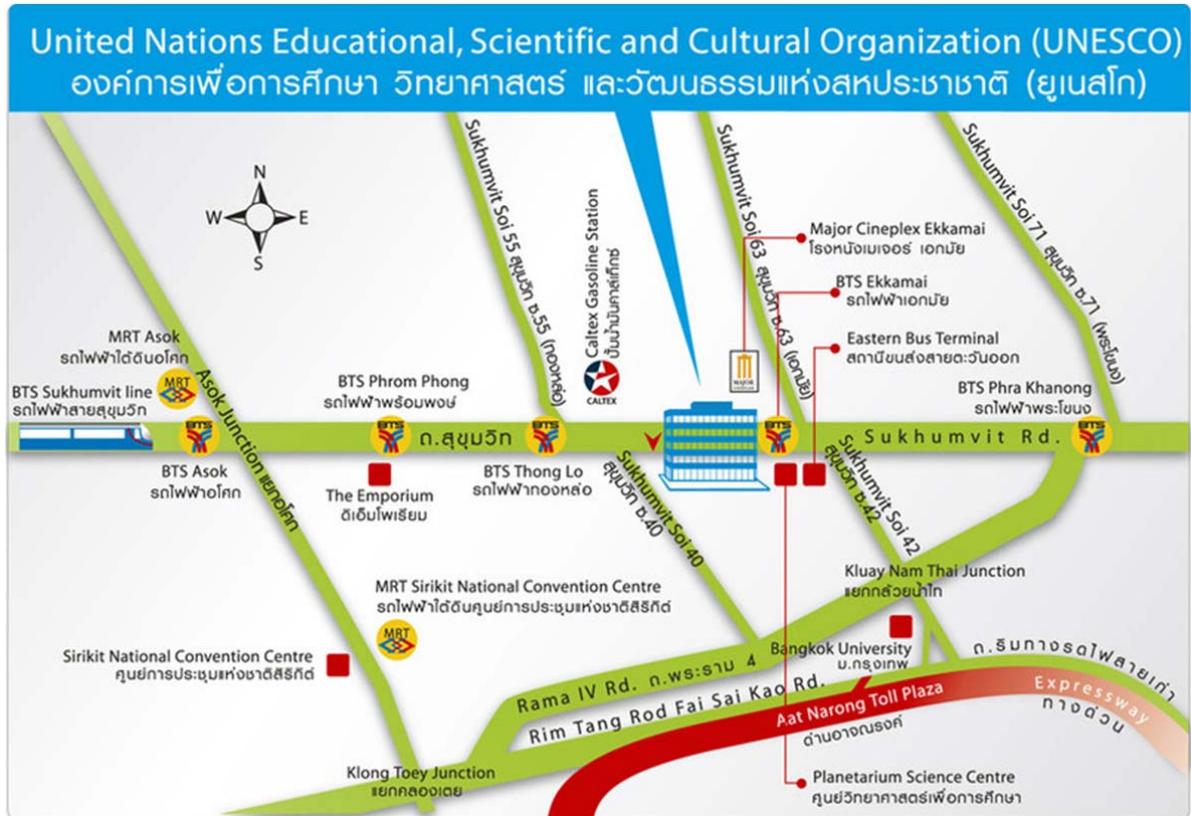 United Nations Educational, Scientific and Cultural Organization (UNESCO)
องค์การเพื่อการศึกษา วิทยาศาสตร์ และวัฒนธรรมแห่งสหประชาชาติ (ยูเนสโก)
N
W
E
S
Sukhumvit Soi 55 สุขุมวิท ซ.55 (ทองหล่อ)
Caltex Gasoline Station
ปั๊มน้ำมันคาลเท็กซ์
CALTEX
Sukhumvit Soi 63 สุขุมวิท ซ.63 (เอกมัย)
Sukhumvit Soi 71 สุขุมวิท ซ.71 (พระโขนง)
Major Cineplex Ekkamai
โรงหนังเมเจอร์ เอกมัย
MAJOR
BTS Ekkamai
รถไฟฟ้าเอกมัย
Eastern Bus Terminal
สถานีขนส่งสายตะวันออก
MRT Asok
รถไฟฟ้าใต้ดินอโศก
MRT
BTS Sukhumvit line
รถไฟฟ้าสายสุขุมวิท
Asok Junction แยกอโศก
BTS Phrom Phong
รถไฟฟ้าพร้อมพงษ์
BTS Phra Khanong
รถไฟฟ้าพระโขนง
BTS
BTS
ถ.สุขุมวิท
BTS
BTS
Sukhumvit Rd.
BTS
BTS Asok
รถไฟฟ้าอโศก
The Emporium
ดิเอ็มโพเรียม
BTS Thong Lo
รถไฟฟ้าทองหล่อ
Sukhumvit Soi 40
สุขุมวิท ซ.40
Sukhumvit Soi 42
สุขุมวิท ซ.42
Kluay Nam Thai Junction
แยกกล้วยน้ำไท
MRT Sirikit National Convention Centre
รถไฟฟ้าใต้ดินศูนย์การประชุมแห่งชาติสิริกิต์
MRT
Sirikit National Convention Centre
ศูนย์การประชุมแห่งชาติสิริกิต์
Bangkok University
ม.กรุงเทพ
Rama IV Rd. ถ.พระราม 4
Rim Tang Rod Fai Sai Kao Rd.
ถ.ริมทางรถไฟสายเก่า
Aat Narong Toll Plaza
ด่านอาจณรงค์
Expressway
ทางด่วน
Klong Toey Junction
แยกคลองเตย
Planetarium Science Centre
ศูนย์วิทยาศาสตร์เพื่อการศึกษา